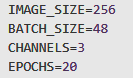 IMAGE_SIZE=256
BATCH_SIZE=48
CHANNELS=3
EPOCHS=20